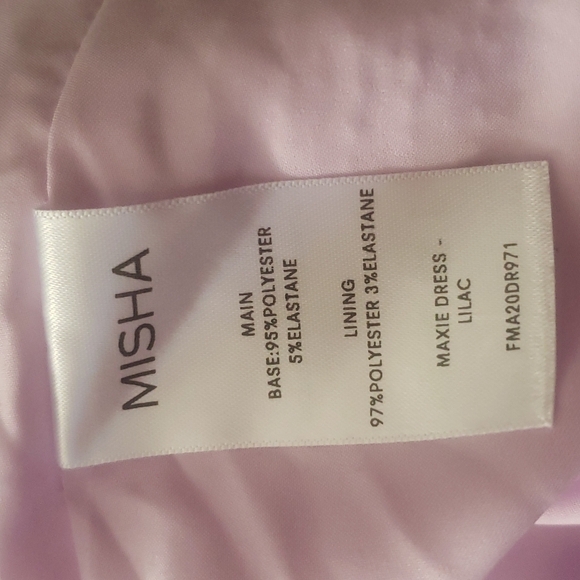 MISHA
MAIN
BASE:95%POLYESTER
5%ELASTANE
LINING
97%POLYESTER 3%ELASTANE
MAXIE DRESS -
LILAC
FMA20DR971